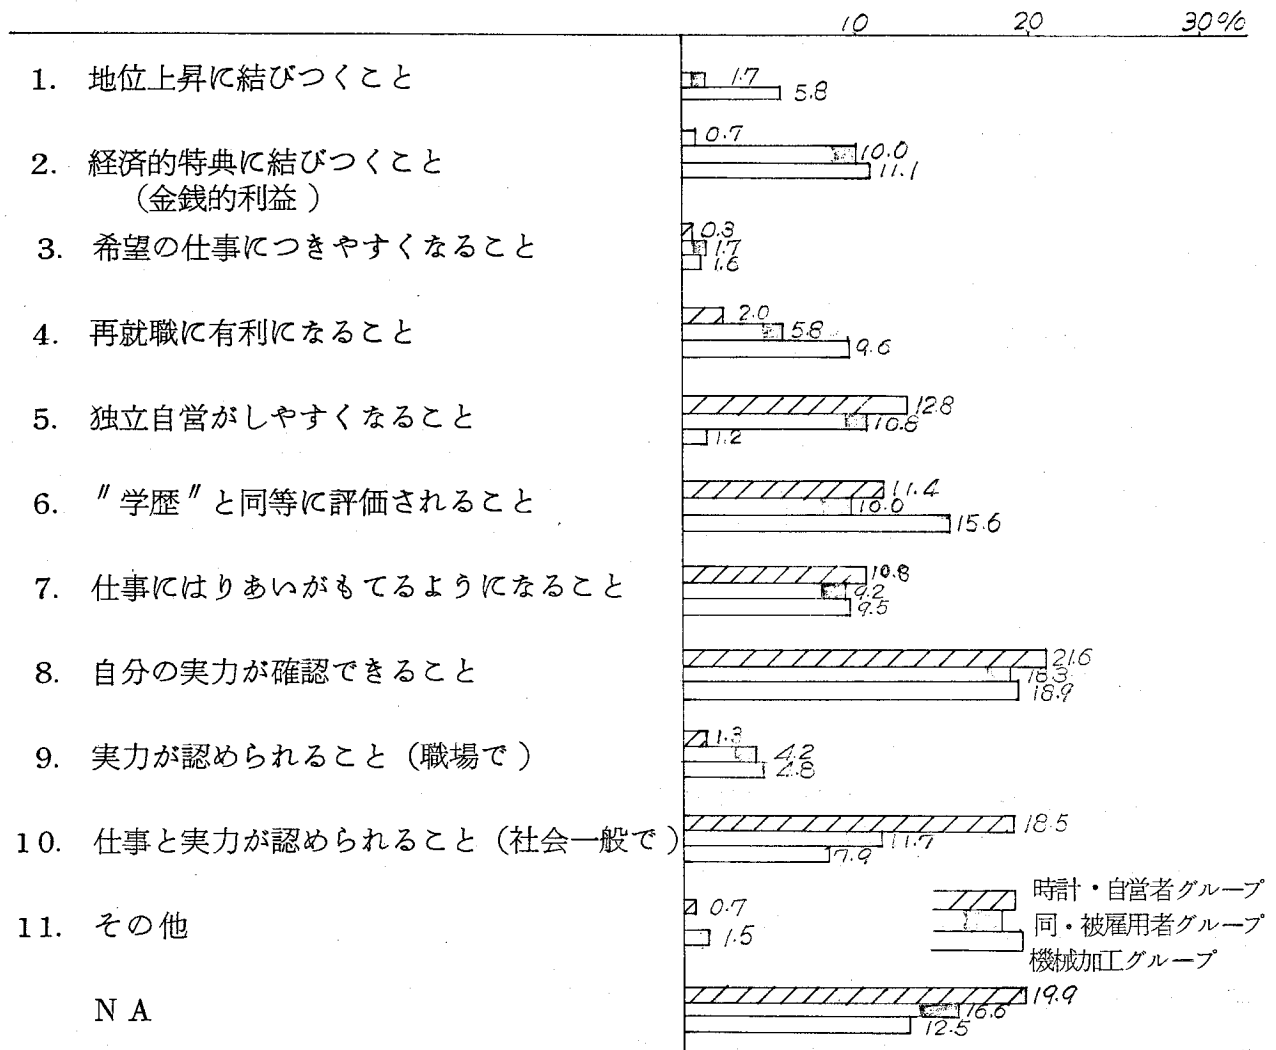 10 20 30%
1. 地位上昇に結びつくこと
1.7
5.8
0.7
2. 経済的特典に結びつくこと
10.0
11.1
(金銭的利益)
3. 希望の仕事につきやすくなること
0.3
1.7
1.6
4. 再就職に有利になること
2.0
5.8
9.6
5. 独立自営がしやすくなること
12.8
10.8
1.2
6. 〃学歴〃と同等に評価されること
11.4
10.0
15.6
7. 仕事にはりあいがもてるようになること
10.8
9.2
9.5
8. 自分の実力が確認できること
21.6
18.3
18.9
9. 実力が認められること(職場で)
1.3
4.2
4.8
10. 仕事と実力が認められること(社会一般で)
18.5
11.7
7.9
11. その他
0.7
1.5
時計・自営者グループ
同・被雇用者グループ
機械加工グループ
NA
19.9
16.6
12.5